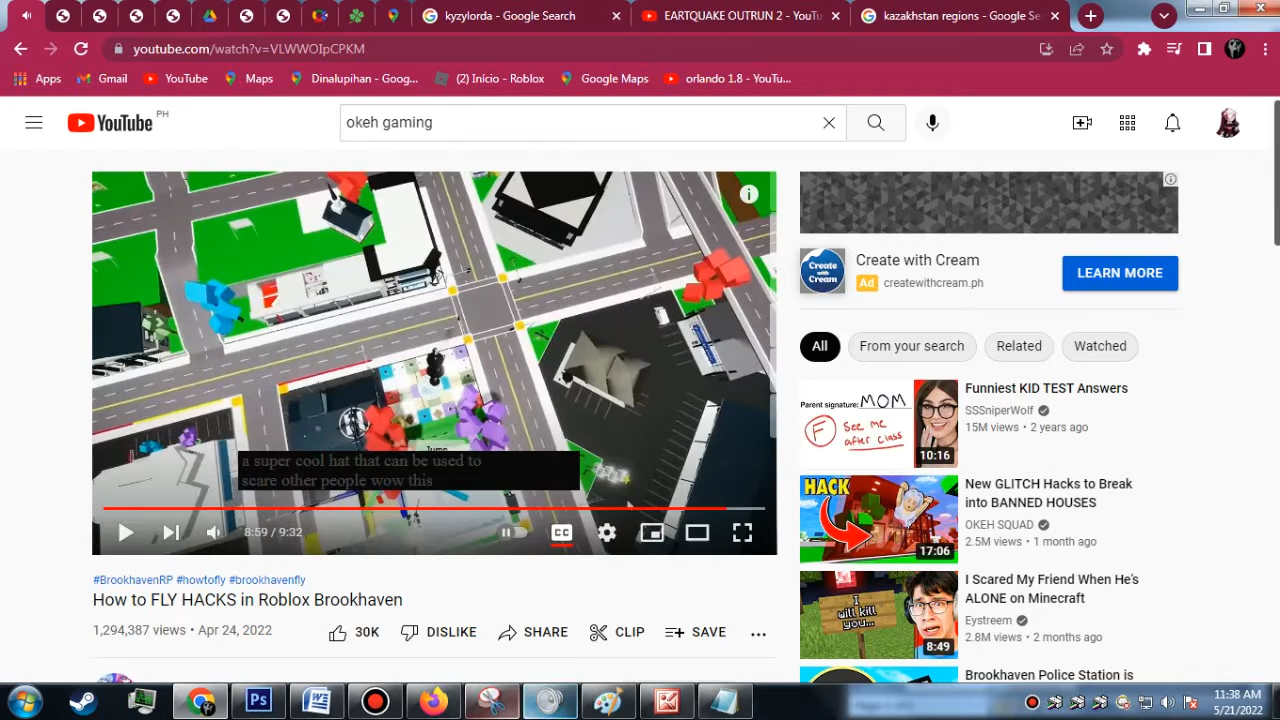 kyzylorda - Google Search
EARTQUAKE OUTRUN 2 - YouTu
kazakhstan regions - Google Se
youtube.com/watch?v=VLWWOIpCPKM
Apps
Gmail
YouTube
Maps
Dinalupihan - Goog...
(2) Início - Roblox
Google Maps
orlando 1.8 - YouTu...
YouTube PH
okeh gaming
Create with Cream
Create with Cream
Ad createwithcream.ph
LEARN MORE
All
From your search
Related
Watched
Parent signature: MOM
F See me after class
10:16
Funniest KID TEST Answers
SSSniperWolf
15M views • 2 years ago
HACK
17:06
New GLITCH Hacks to Break
into BANNED HOUSES
OKEH SQUAD
2.5M views • 1 month ago
I will kill you...
8:49
I Scared My Friend When He's
ALONE on Minecraft
Eystreem
2.8M views • 2 months ago
Brookhaven Police Station is
Jump
a super cool hat that can be used to
scare other people wow this
8:59 / 9:32
CC
#BrookhavenRP #howtofly #brookhavenfly
How to FLY HACKS in Roblox Brookhaven
1,294,387 views • Apr 24, 2022
30K
DISLIKE
SHARE
CLIP
SAVE
Ps
W
11:38 AM
5/21/2022